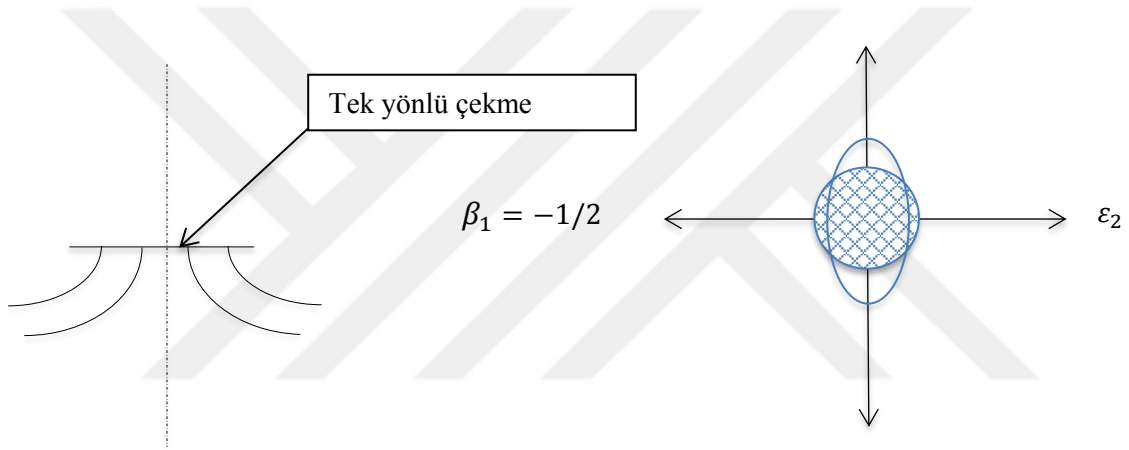 Tek yönlü çekme
β₁ = −1/2
ε₂